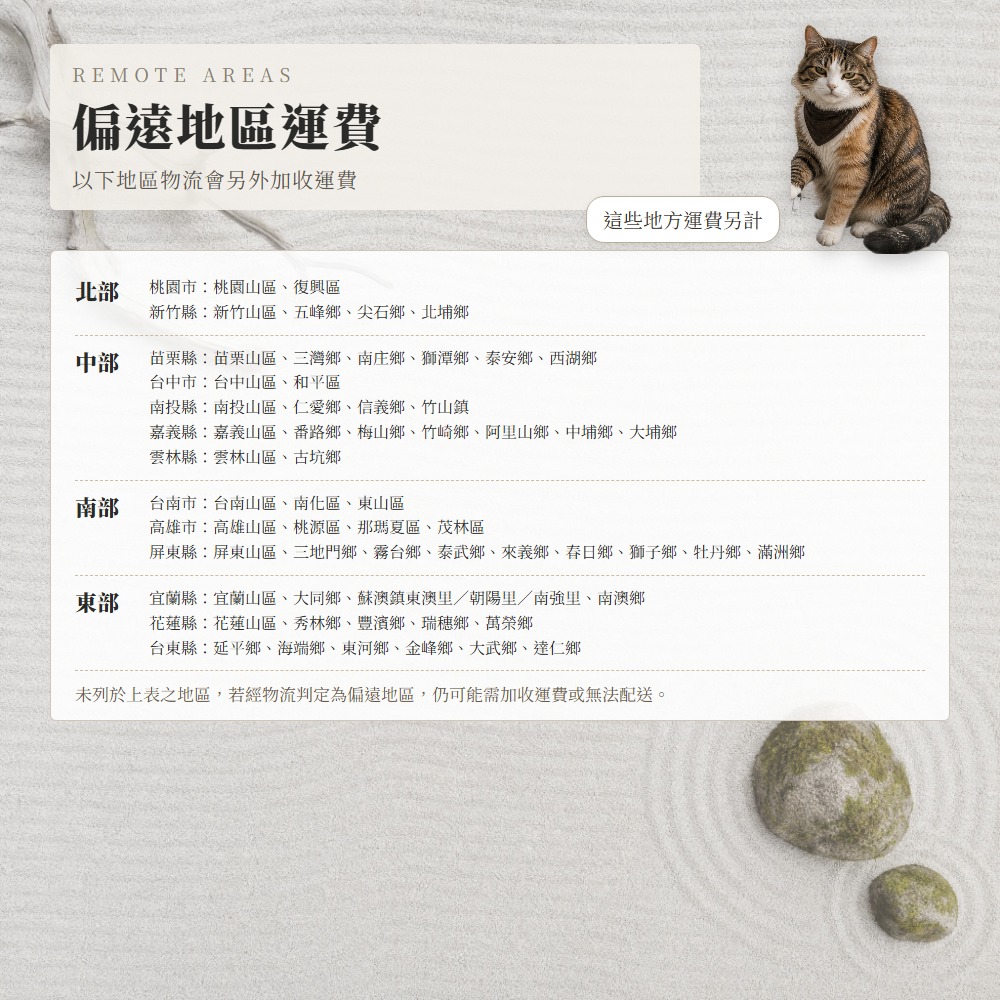 REMOTE AREAS
偏遠地區運費
以下地區物流會另外加收運費
這些地方運費另計
北部
桃園市：桃園山區、復興區
新竹縣：新竹山區、五峰鄉、尖石鄉、北埔鄉
中部
苗栗縣：苗栗山區、三灣鄉、南庄鄉、獅潭鄉、泰安鄉、西湖鄉
台中市：台中山區、和平區
南投縣：南投山區、仁愛鄉、信義鄉、竹山鎮
嘉義縣：嘉義山區、番路鄉、梅山鄉、竹崎鄉、阿里山鄉、中埔鄉、大埔鄉
雲林縣：雲林山區、古坑鄉
南部
台南市：台南山區、南化區、東山區
高雄市：高雄山區、桃源區、那瑪夏區、茂林區
屏東縣：屏東山區、三地門鄉、霧台鄉、泰武鄉、來義鄉、春日鄉、獅子鄉、牡丹鄉、滿洲鄉
東部
宜蘭縣：宜蘭山區、大同鄉、蘇澳鎮東澳里／朝陽里／南強里、南澳鄉
花蓮縣：花蓮山區、秀林鄉、豐濱鄉、瑞穗鄉、萬榮鄉
台東縣：延平鄉、海端鄉、東河鄉、金峰鄉、大武鄉、達仁鄉
未列於上表之地區，若經物流判定為偏遠地區，仍可能需加收運費或無法配送。